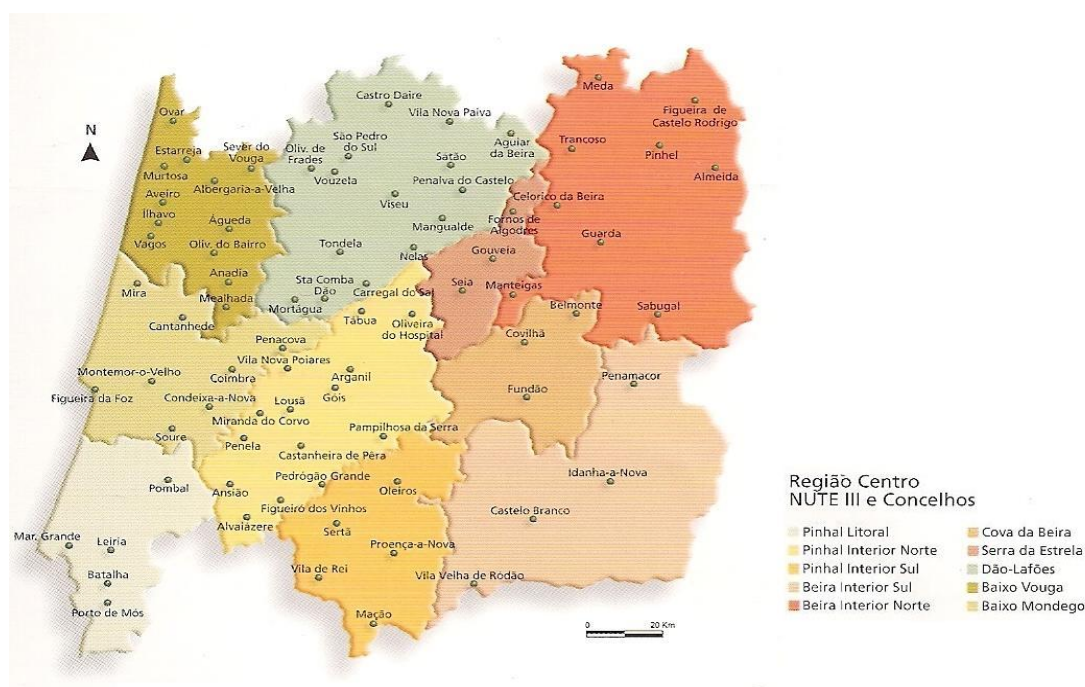 N
Meda
Castro Daire
Vila Nova Paiva
Figueira de
Castelo Rodrigo
Ovar
Estarreja
Sever do
Vouga
Oliv. de
Frades
São Pedro
do Sul
Aguiar
da Beira
Trancoso
Pinhel
Murtosa
Satão
Almeida
Vouzela
Albergaria-a-Velha
Penalva do Castelo
Aveiro
Viseu
Celorico da Beira
Ílhavo
Águeda
Mangualde
Fornos de
Algodres
Guarda
Vagos
Oliv. do Bairro
Tondela
Nelas
Gouveia
Anadia
Sta Comba
Dão
Seia
Manteigas
Mira
Mealhada
Mortágua
Carregal do Sal
Belmonte
Sabugal
Cantanhede
Tábua
Oliveira
do Hospital
Covilhã
Penacova
Vila Nova Poiares
Montemor-o-Velho
Coimbra
Arganil
Penamacor
Figueira da Foz
Condeixa-a-Nova
Lousã
Góis
Fundão
Miranda do Corvo
Soure
Penela
Pampilhosa da Serra
Castanheira de Pêra
Idanha-a-Nova
Pombal
Ansião
Pedrógão Grande
Oleiros
Figueiro dos Vinhos
Castelo Branco
Alvaiázere
Sertã
Mar. Grande
Leiria
Proença-a-Nova
Batalha
Vila de Rei
Vila Velha de Ródão
Porto de Mós
Mação
0
20 Km
Região Centro
NUTE III e Concelhos
Pinhal Litoral
Pinhal Interior Norte
Pinhal Interior Sul
Beira Interior Sul
Beira Interior Norte
Cova da Beira
Serra da Estrela
Dão-Lafões
Baixo Vouga
Baixo Mondego